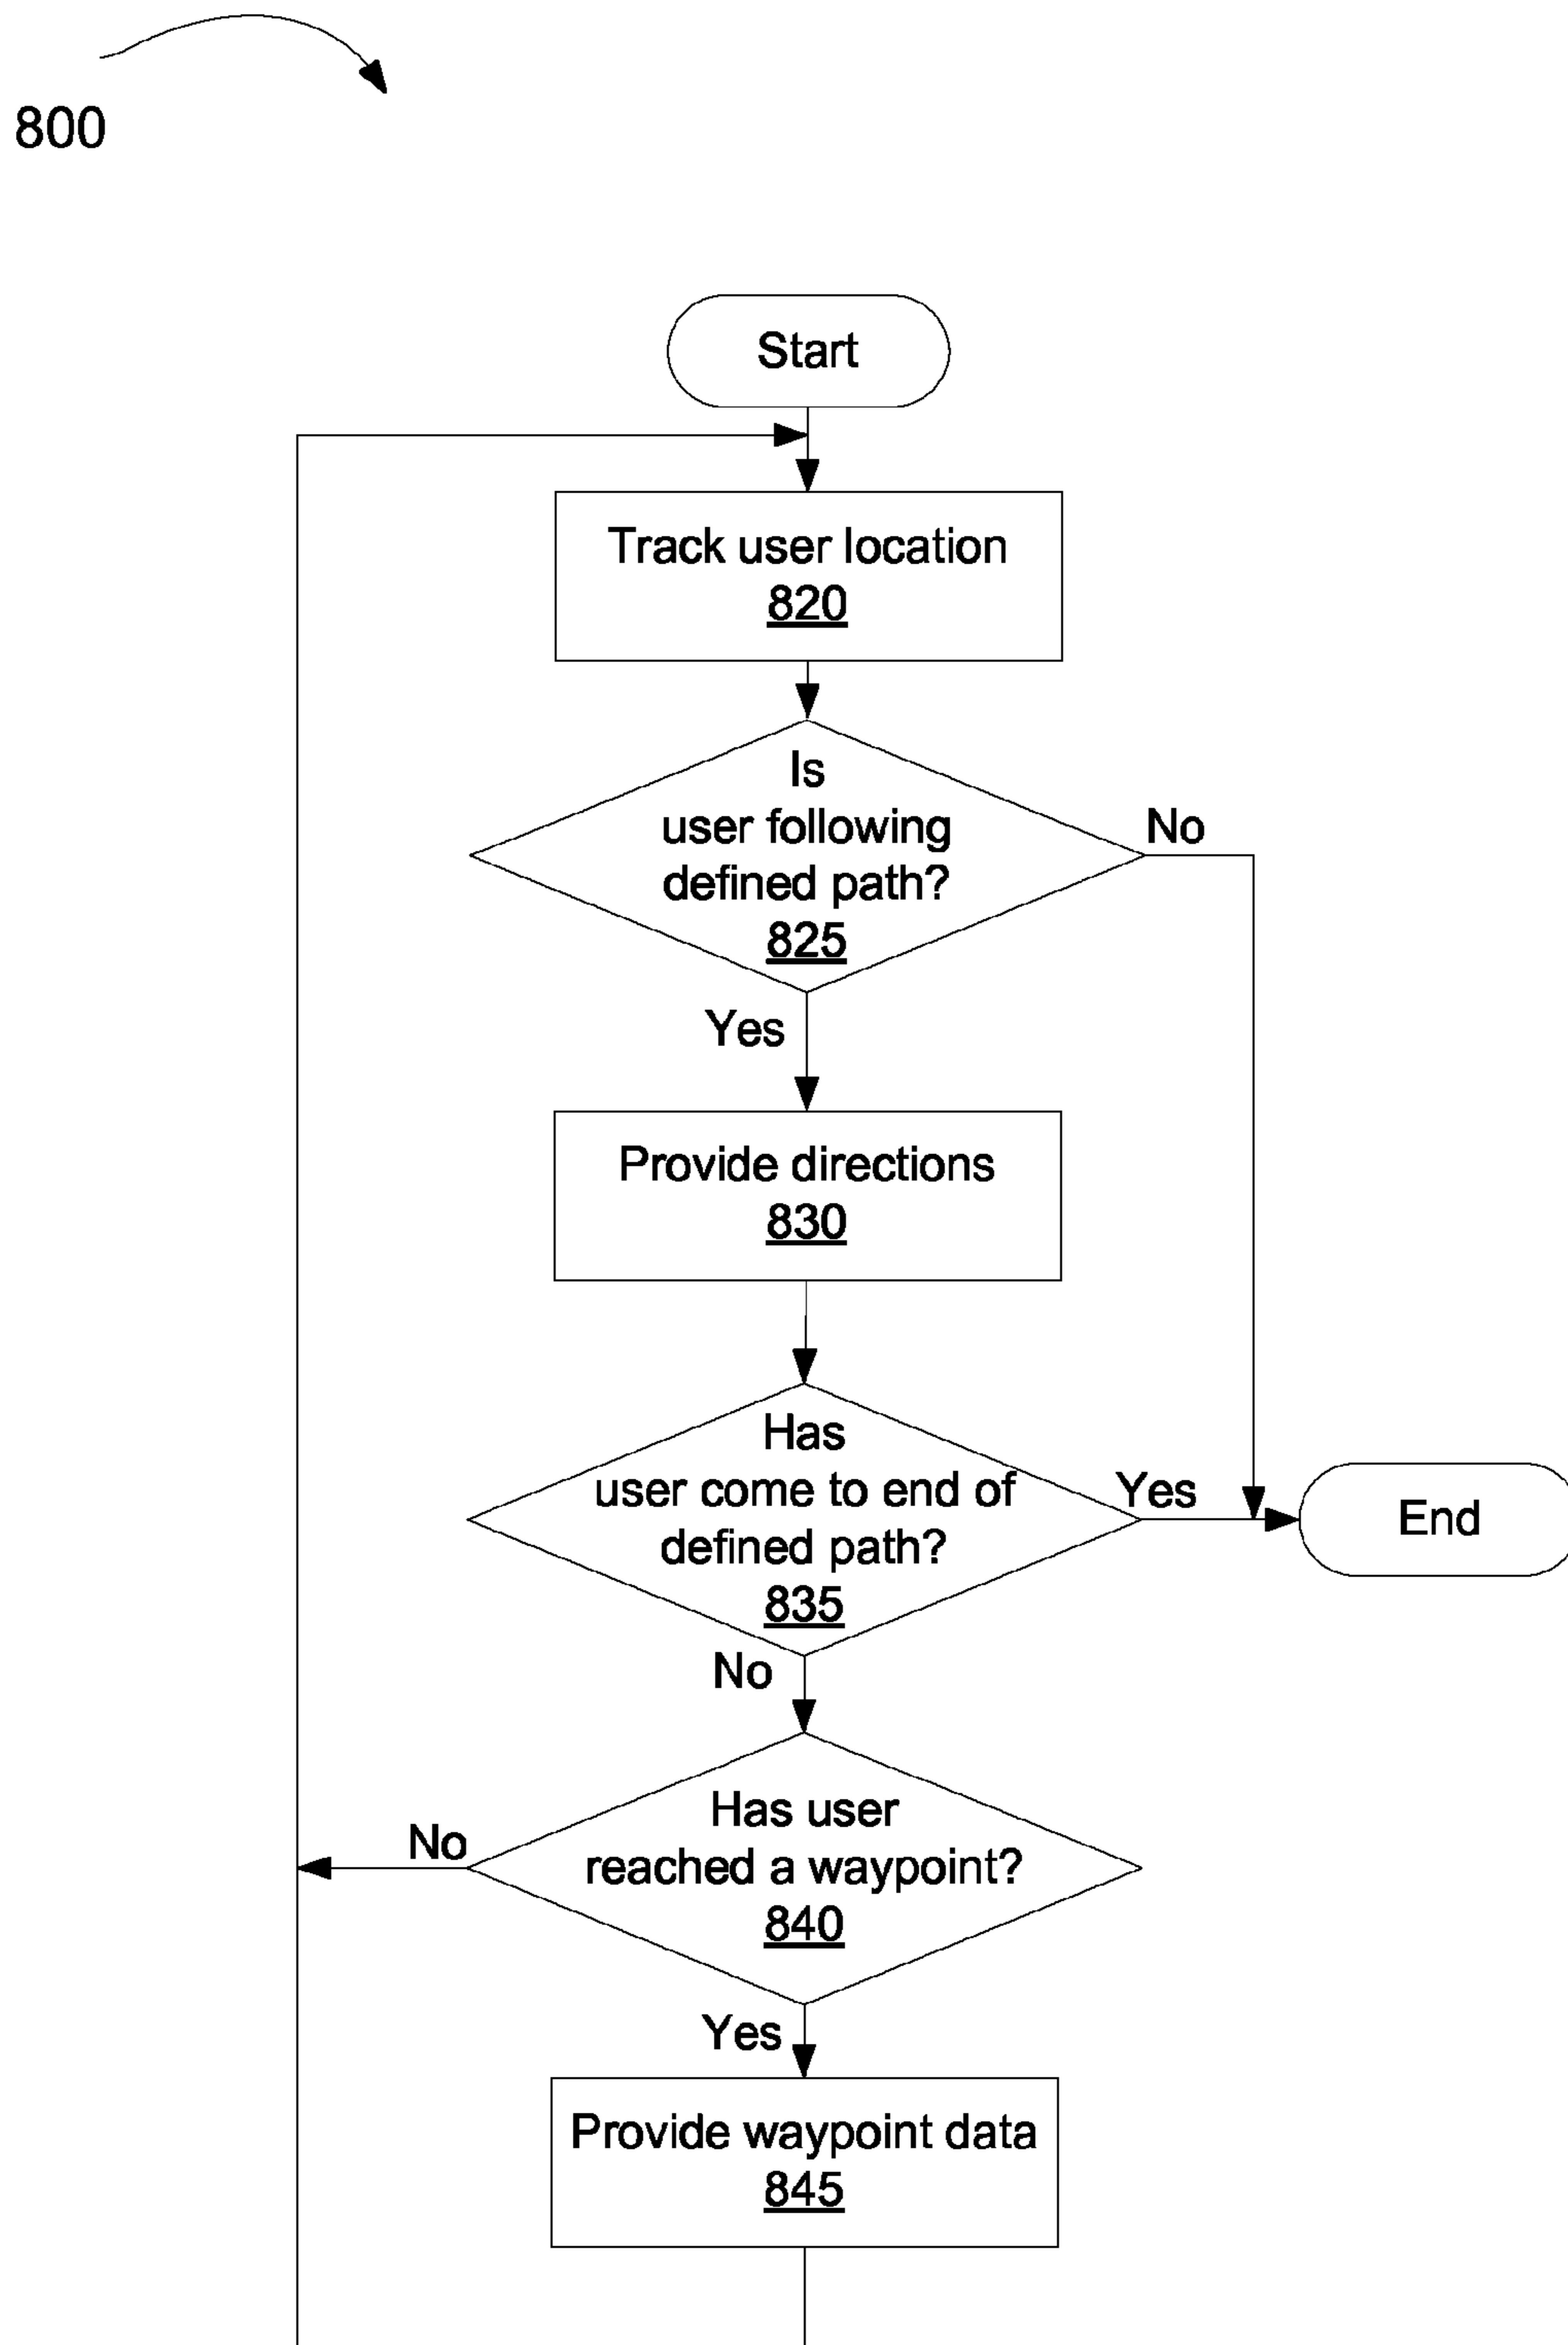 800
Start
Track user location
820
Is
user following
defined path?
825
No
Yes
Provide directions
830
Has
user come to end of
defined path?
835
Yes
End
No
Has user
reached a waypoint?
840
No
Yes
Provide waypoint data
845